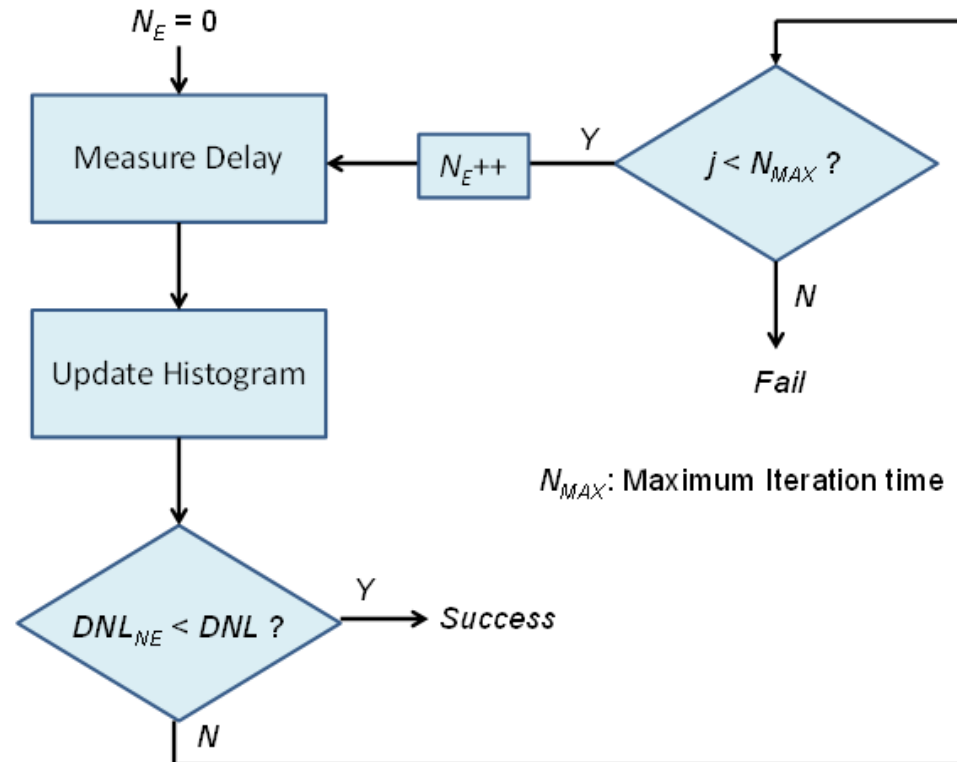 N_E = 0
Measure Delay
N_E++
Y
j < N_MAX ?
N
Fail
Update Histogram
N_MAX: Maximum Iteration time
DNL_NE < DNL ?
Y
Success
N